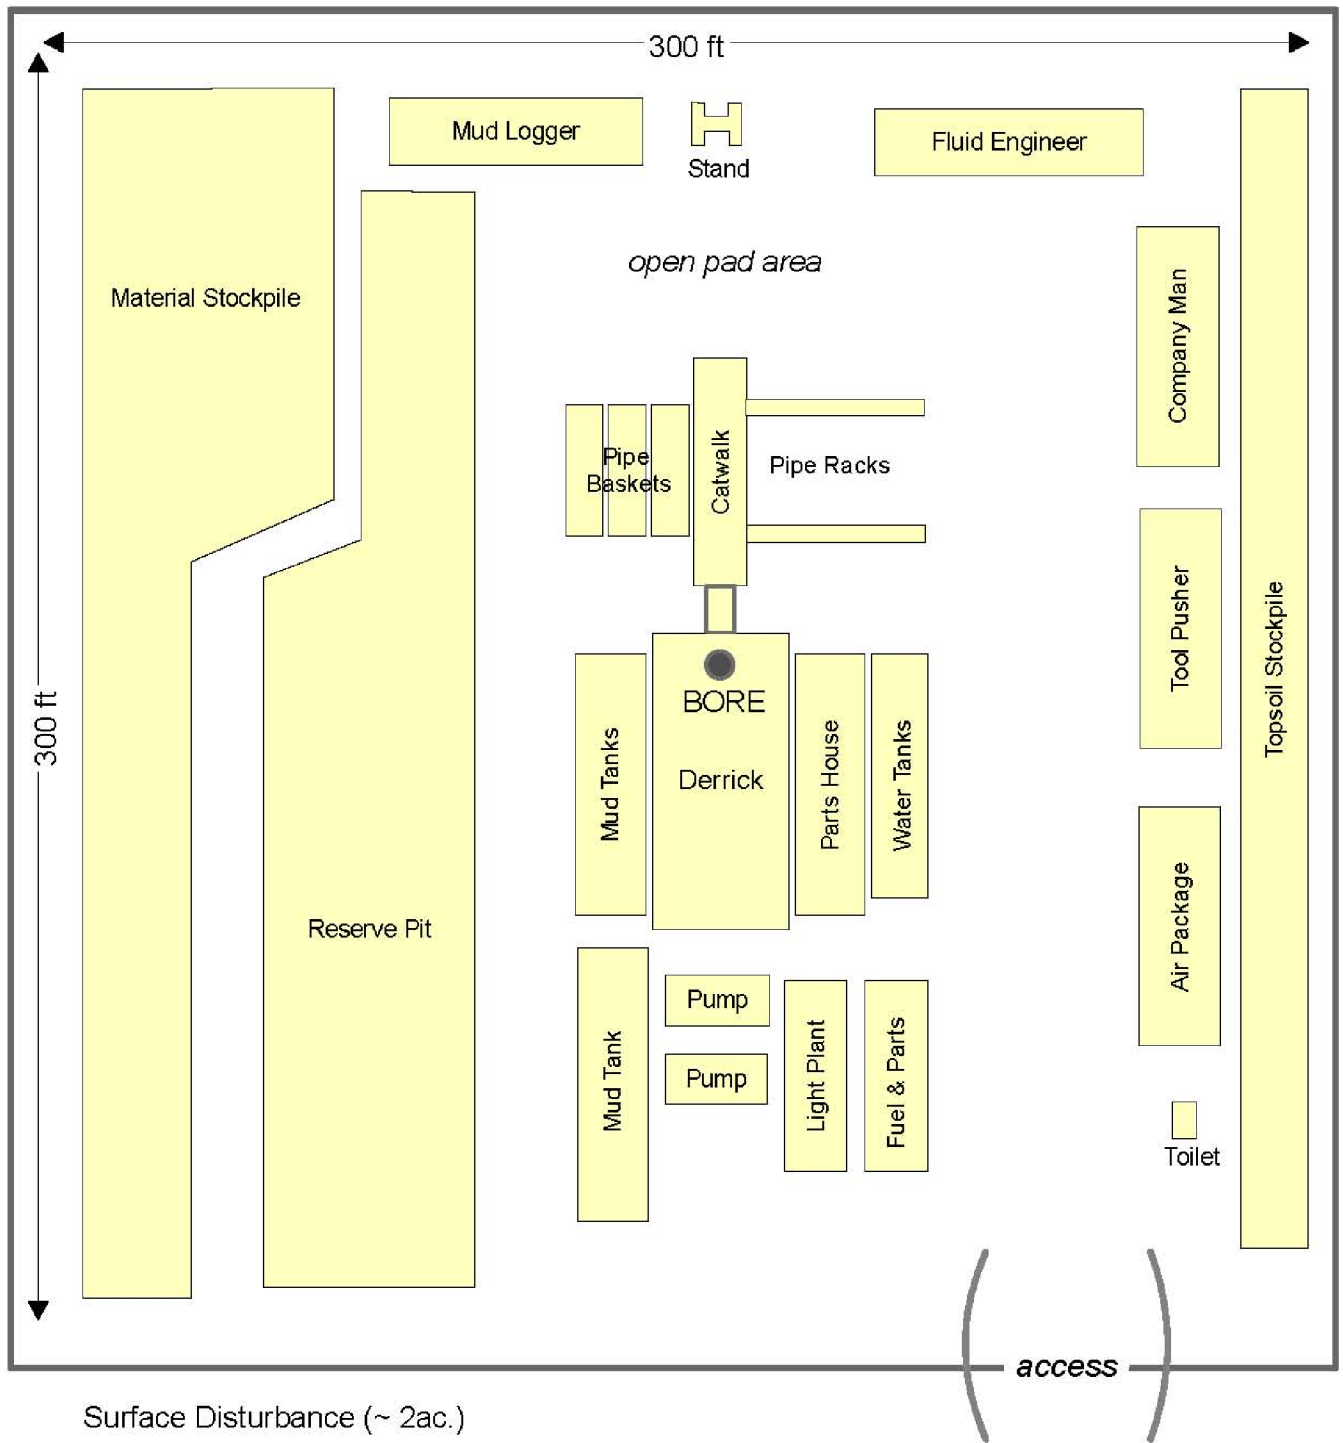 300 ft
Mud Logger
Stand
Fluid Engineer
open pad area
Material Stockpile
Company Man
Pipe
Baskets
Catwalk
Pipe Racks
Tool Pusher
Topsoil Stockpile
300 ft
BORE
Derrick
Mud Tanks
Parts House
Water Tanks
Reserve Pit
Air Package
Mud Tank
Pump
Pump
Light Plant
Fuel & Parts
Toilet
access
Surface Disturbance (~ 2ac.)